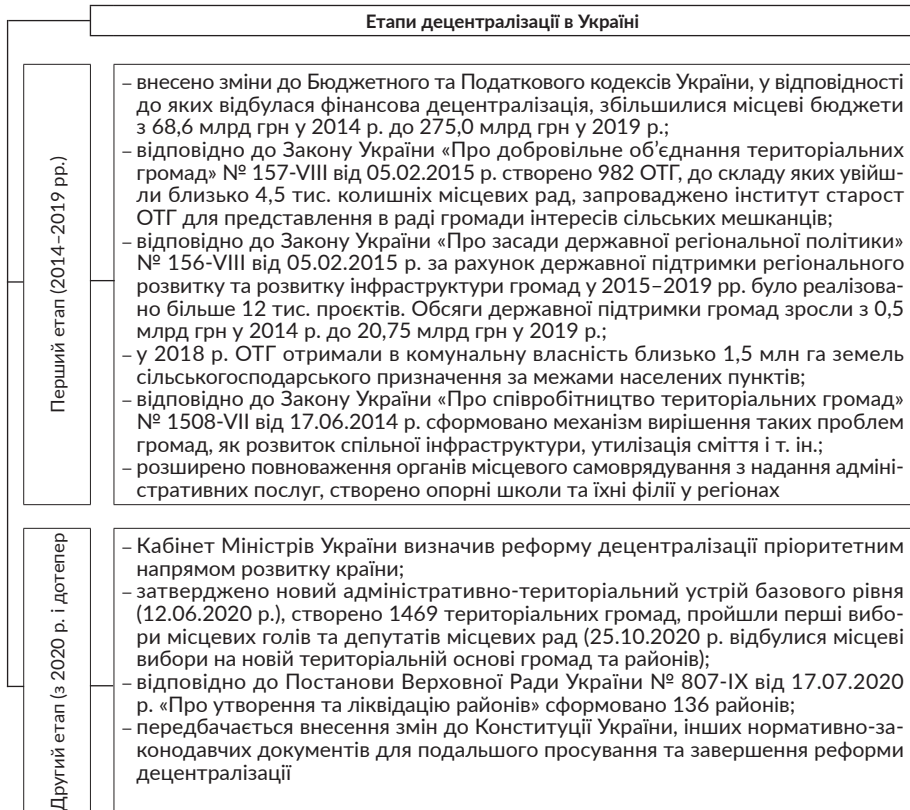 Етапи децентралізації в Україні
Перший етап (2014–2019 рр.)
– внесено зміни до Бюджетного та Податкового кодексів України, у відповідності
до яких відбулася фінансова децентралізація, збільшилися місцеві бюджети
з 68,6 млрд грн у 2014 р. до 275,0 млрд грн у 2019 р.;
– відповідно до Закону України «Про добровільне об’єднання територіальних
громад» № 157-VIII від 05.02.2015 р. створено 982 ОТГ, до складу яких увійш-
ли близько 4,5 тис. колишніх місцевих рад, запроваджено інститут старост
ОТГ для представлення в раді громади інтересів сільських мешканців;
– відповідно до Закону України «Про засади державної регіональної політики»
№ 156-VIII від 05.02.2015 р. за рахунок державної підтримки регіонального
розвитку та розвитку інфраструктури громад у 2015–2019 рр. було реалізова-
но більше 12 тис. проєктів. Обсяги державної підтримки громад зросли з 0,5
млрд грн у 2014 р. до 20,75 млрд грн у 2019 р.;
– у 2018 р. ОТГ отримали в комунальну власність близько 1,5 млн га земель
сільськогосподарського призначення за межами населених пунктів;
– відповідно до Закону України «Про співробітництво територіальних громад»
№ 1508-VII від 17.06.2014 р. сформовано механізм вирішення таких проблем
громад, як розвиток спільної інфраструктури, утилізація сміття і т. ін.;
– розширено повноваження органів місцевого самоврядування з надання адміні-
стративних послуг, створено опорні школи та їхні філії у регіонах
Другий етап (з 2020 р. і дотепер
– Кабінет Міністрів України визначив реформу децентралізації пріоритетним
напрямом розвитку країни;
– затверджено новий адміністративно-територіальний устрій базового рівня
(12.06.2020 р.), створено 1469 територіальних громад, пройшли перші вибо-
ри місцевих голів та депутатів місцевих рад (25.10.2020 р. відбулися місцеві
вибори на новій територіальній основі громад та районів);
– відповідно до Постанови Верховної Ради України № 807-IX від 17.07.2020
р. «Про утворення та ліквідацію районів» сформовано 136 районів;
– передбачається внесення змін до Конституції України, інших нормативно-за-
конодавчих документів для подальшого просування та завершення реформи
децентралізації